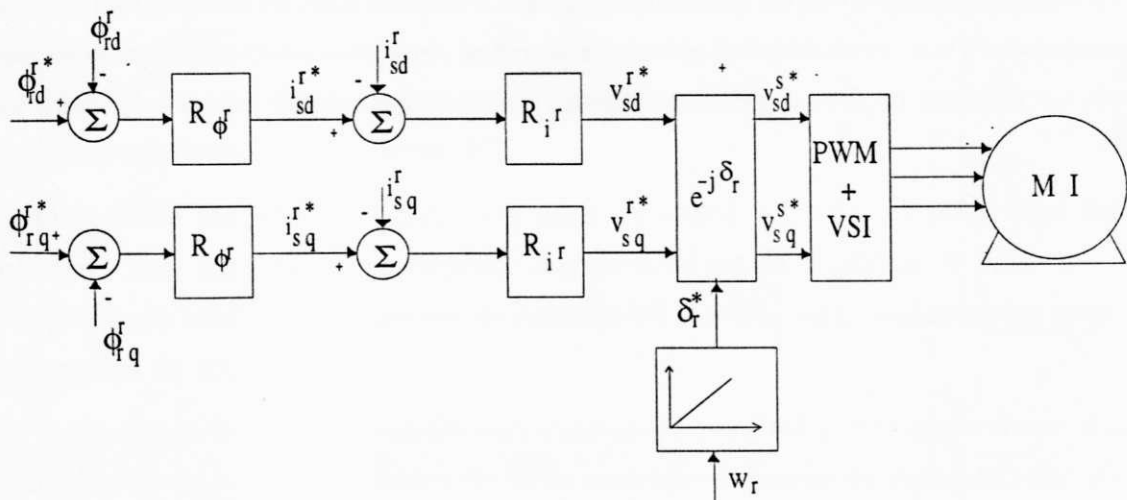 ϕ_rd^r
ϕ_rd^r* + -
Σ
R_ϕ^r
i_sd^r*
i_sd^r
- +
Σ
R_i^r
v_sd^r*
+
v_sd^s*
ϕ_rq^r* +
Σ
-
ϕ_rq^r
R_ϕ^r
i_sq^r*
i_sq^r
- +
Σ
R_i^r
v_sq^r*
e^-jδ_r
v_sq^s*
PWM
+
VSI
M I
δ_r^*
w_r